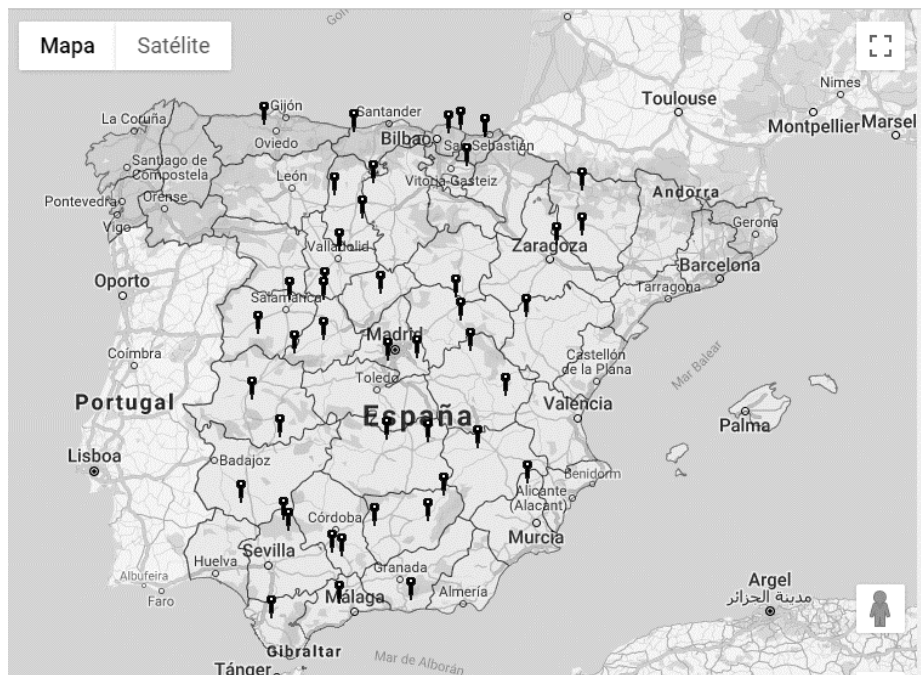 Mapa
Satélite
Toulouse
Nimes
Montpellier
Marsel
La Coruña
Gijón
Oviedo
Santander
Bilbao
San Sebastián
Santiago de
Compostela
León
Vitoria-Gasteiz
Andorra
Pontevedra
Orense
Vigo
Gerona
Valladolid
Zaragoza
Barcelona
Oporto
Salamanca
Tarragona
Madrid
Coímbra
Castellón
de la Plana
Mar Balear
Toledo
Portugal
España
Valencia
Palma
Lisboa
Badajoz
Benidorm
Alicante
(Alacant)
Córdoba
Murcia
Sevilla
Huelva
Granada
Albufeira
Faro
Málaga
Almería
Argel
مدينة الجزائر
Gibraltar
Mar de Alborán
Tánger